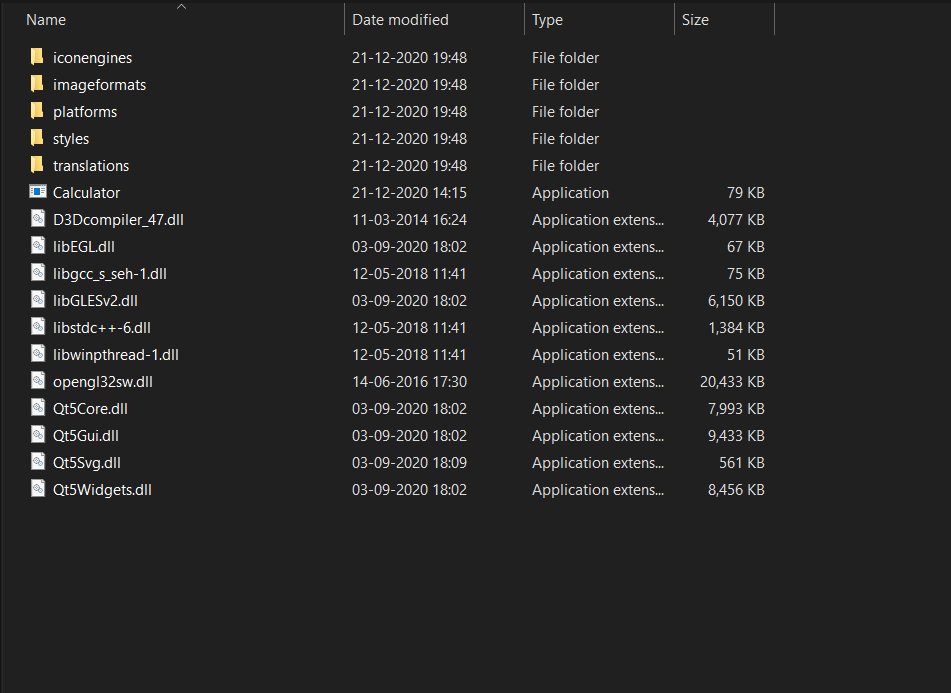 Name Date modified Type Size
iconengines 21-12-2020 19:48 File folder
imageformats 21-12-2020 19:48 File folder
platforms 21-12-2020 19:48 File folder
styles 21-12-2020 19:48 File folder
translations 21-12-2020 19:48 File folder
Calculator 21-12-2020 14:15 Application 79 KB
D3Dcompiler_47.dll 11-03-2014 16:24 Application extens... 4,077 KB
libEGL.dll 03-09-2020 18:02 Application extens... 67 KB
libgcc_s_seh-1.dll 12-05-2018 11:41 Application extens... 75 KB
libGLESv2.dll 03-09-2020 18:02 Application extens... 6,150 KB
libstdc++-6.dll 12-05-2018 11:41 Application extens... 1,384 KB
libwinpthread-1.dll 12-05-2018 11:41 Application extens... 51 KB
opengl32sw.dll 14-06-2016 17:30 Application extens... 20,433 KB
Qt5Core.dll 03-09-2020 18:02 Application extens... 7,993 KB
Qt5Gui.dll 03-09-2020 18:02 Application extens... 9,433 KB
Qt5Svg.dll 03-09-2020 18:09 Application extens... 561 KB
Qt5Widgets.dll 03-09-2020 18:02 Application extens... 8,456 KB